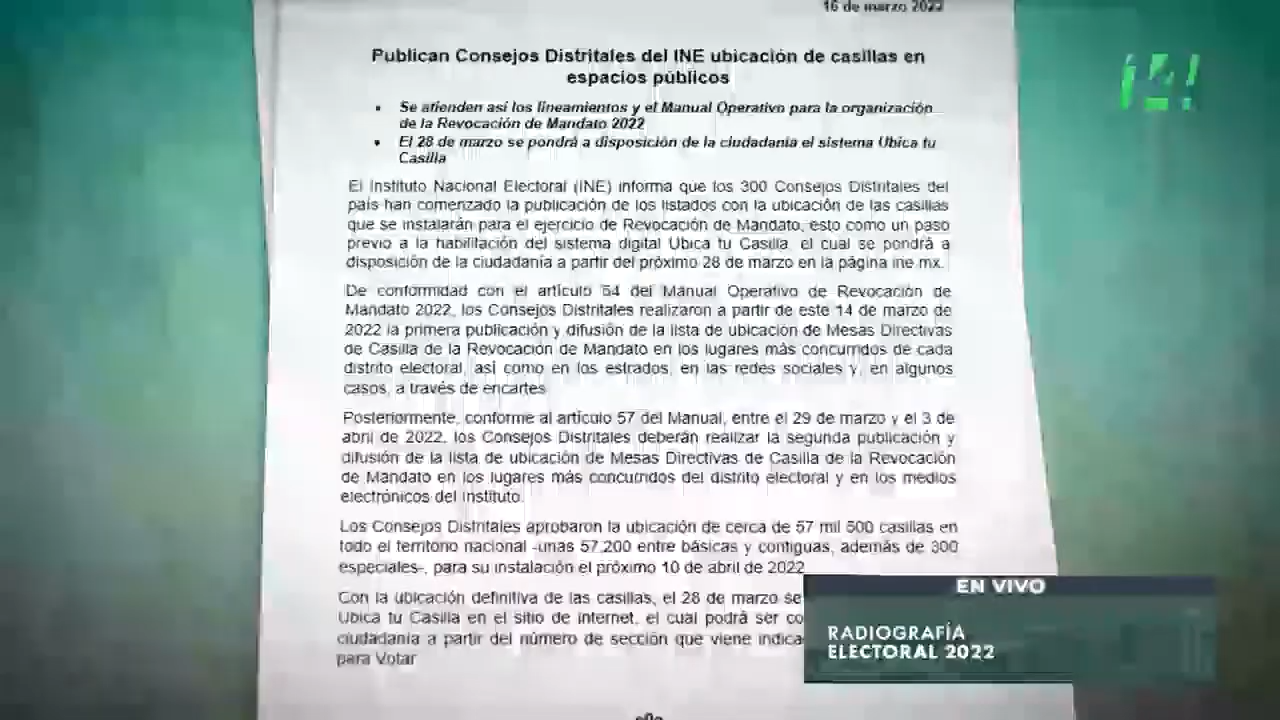 16 de marzo 2022
Publican Consejos Distritales del INE ubicación de casillas en
espacios públicos
• Se atienden así los lineamientos y el Manual Operativo para la organización
de la Revocación de Mandato 2022
• El 28 de marzo se pondrá a disposición de la ciudadanía el sistema Ubica tu
Casilla
El Instituto Nacional Electoral (INE) informa que los 300 Consejos Distritales del
país han comenzado la publicación de los listados con la ubicación de las casillas
que se instalarán para el ejercicio de Revocación de Mandato, esto como un paso
previo a la habilitación del sistema digital Ubica tu Casilla, el cual se pondrá a
disposición de la ciudadanía a partir del próximo 28 de marzo en la página ine.mx.
De conformidad con el artículo 54 del Manual Operativo de Revocación de
Mandato 2022, los Consejos Distritales realizaron a partir de este 14 de marzo de
2022 la primera publicación y difusión de la lista de ubicación de Mesas Directivas
de Casilla de la Revocación de Mandato en los lugares más concurridos de cada
distrito electoral, así como en los estrados, en las redes sociales y, en algunos
casos, a través de encartes
Posteriormente, conforme al artículo 57 del Manual, entre el 29 de marzo y el 3 de
abril de 2022, los Consejos Distritales deberán realizar la segunda publicación y
difusión de la lista de ubicación de Mesas Directivas de Casilla de la Revocación
de Mandato en los lugares más concurridos del distrito electoral y en los medios
electrónicos del Instituto.
Los Consejos Distritales aprobaron la ubicación de cerca de 57 mil 500 casillas en
todo el territorio nacional -unas 57,200 entre básicas y contiguas, además de 300
especiales-, para su instalación el próximo 10 de abril de 2022
Con la ubicación definitiva de las casillas, el 28 de marzo se
Ubica tu Casilla en el sitio de internet, el cual podrá ser co
ciudadanía a partir del número de sección que viene indica
para Votar
-o0o-
¡4!
EN VIVO
RADIOGRAFÍA
ELECTORAL 2022